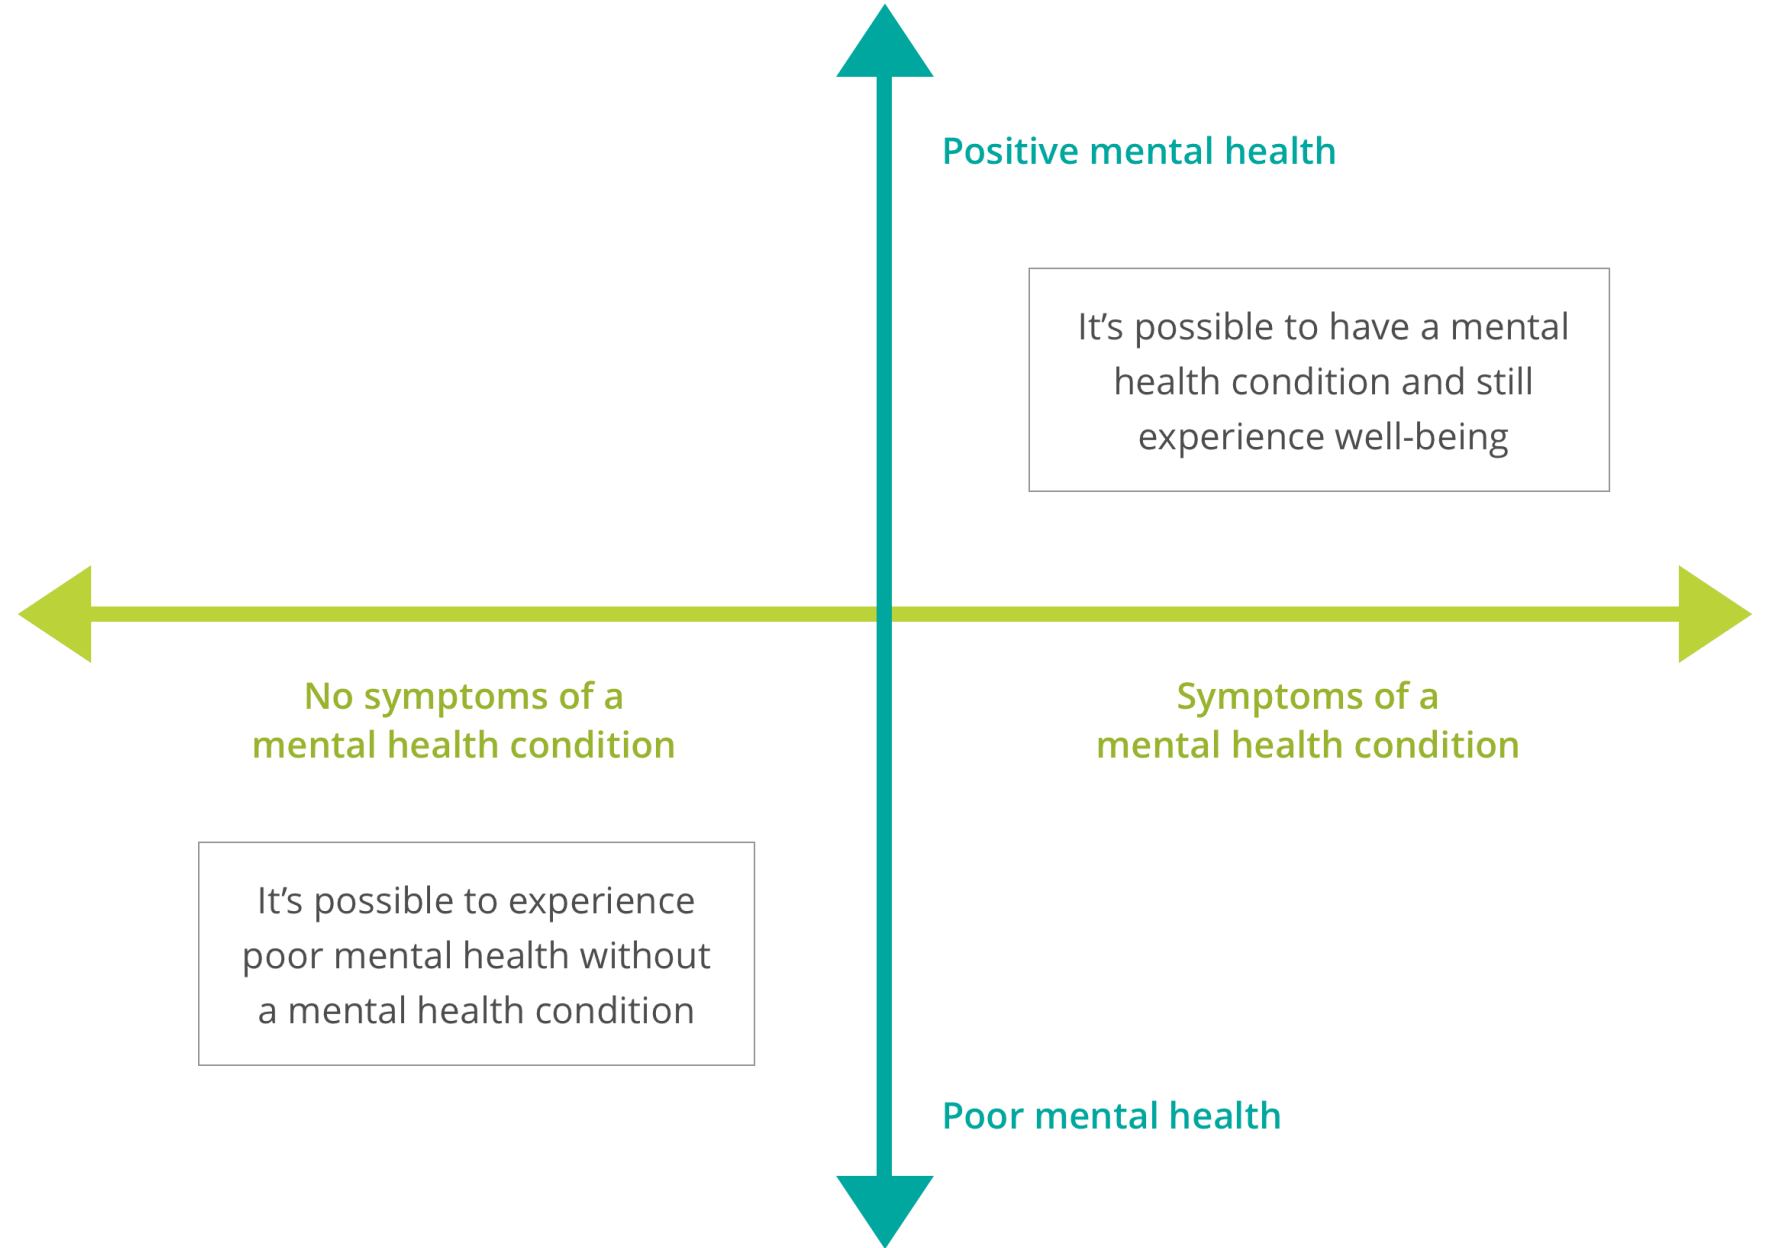 Positive mental health
It’s possible to have a mental
health condition and still
experience well-being
No symptoms of a
mental health condition
Symptoms of a
mental health condition
It’s possible to experience
poor mental health without
a mental health condition
Poor mental health